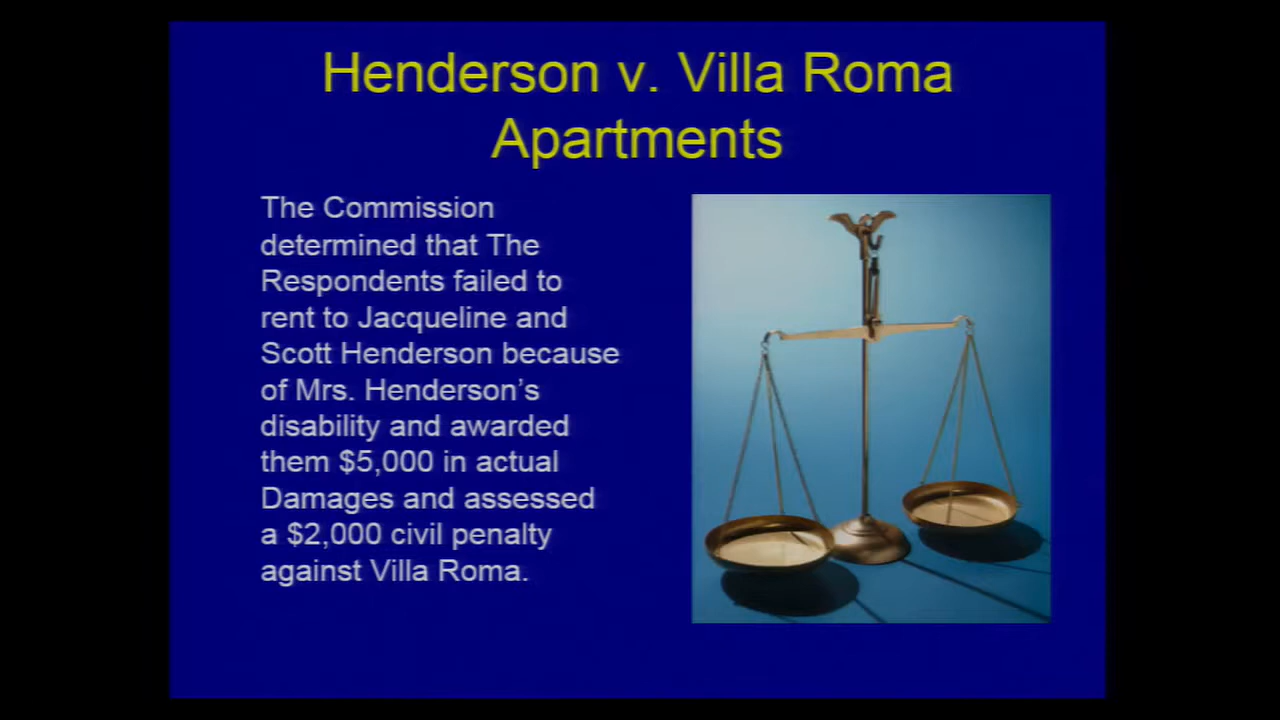 Henderson v. Villa Roma
Apartments
The Commission
determined that The
Respondents failed to
rent to Jacqueline and
Scott Henderson because
of Mrs. Henderson’s
disability and awarded
them $5,000 in actual
Damages and assessed
a $2,000 civil penalty
against Villa Roma.